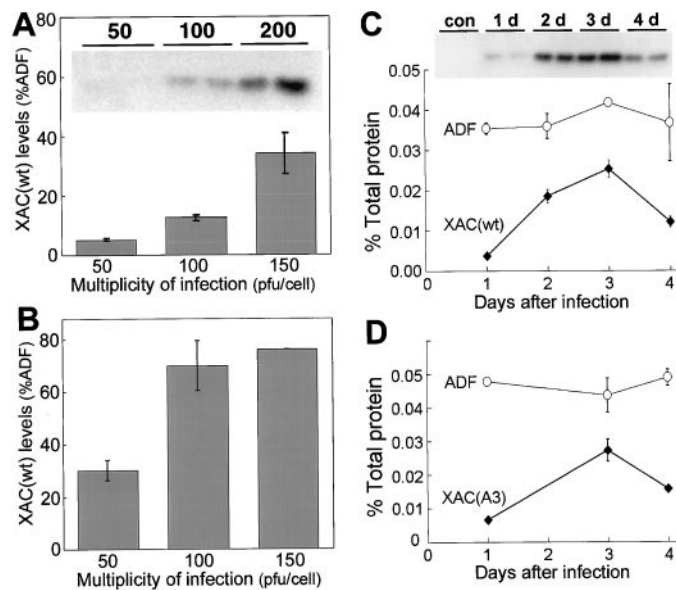 A
50 100 200
XAC(wt) levels (%ADF)
80
60
40
20
0
50 100 150
Multiplicity of infection (pfu/cell)
B
XAC(wt) levels (%ADF)
80
60
40
20
0
50 100 150
Multiplicity of infection (pfu/cell)
C
con 1 d 2 d 3 d 4 d
% Total protein
0.05
0.04
0.03
0.02
0.01
0.00
ADF
XAC(wt)
0 1 2 3 4
Days after infection
D
% Total protein
0.05
0.04
0.03
0.02
0.01
0
ADF
XAC(A3)
0 1 2 3 4
Days after infection